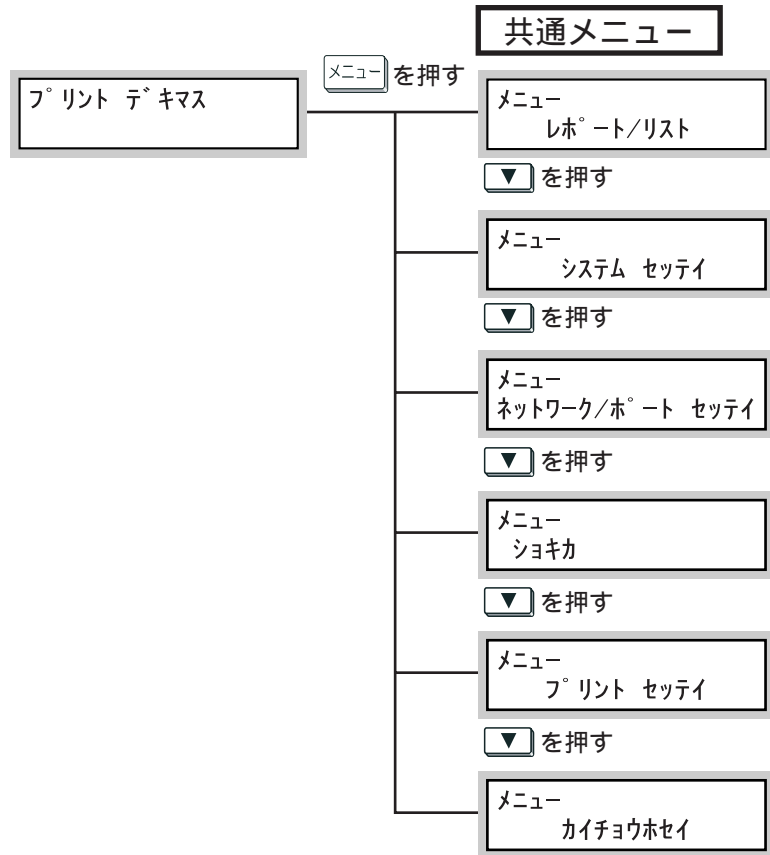 共通メニュー
メニュー を押す
プリント デキマス
メニュー
レポート/リスト
▼ を押す
メニュー
システム セッテイ
▼ を押す
メニュー
ネットワーク/ポート セッテイ
▼ を押す
メニュー
ショキカ
▼ を押す
メニュー
プリント セッテイ
▼ を押す
メニュー
カイチョウホセイ